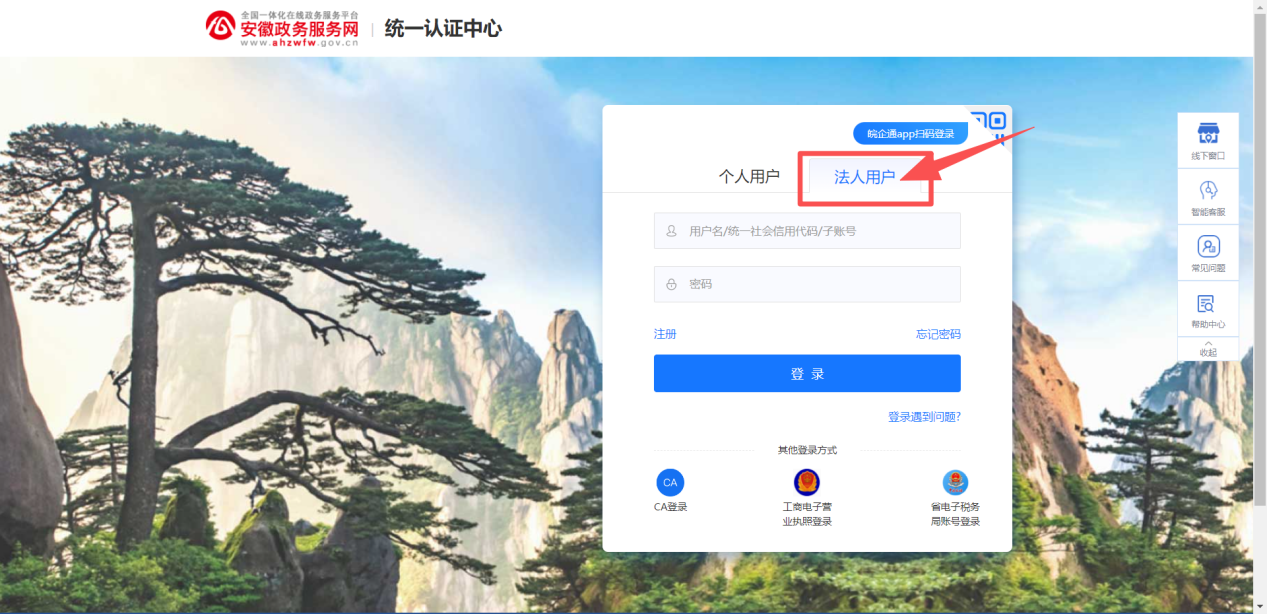 全国一体化在线政务服务平台
安徽政务服务网
www.ahzwfw.gov.cn
统一认证中心
皖企通app扫码登录
个人用户
法人用户
用户名/统一社会信用代码/子账号
密码
注册
忘记密码
登 录
登录遇到问题?
其他登录方式
CA
CA登录
工商电子营
业执照登录
省电子税务
局账号登录
线下窗口
智能客服
常见问题
帮助中心
收起